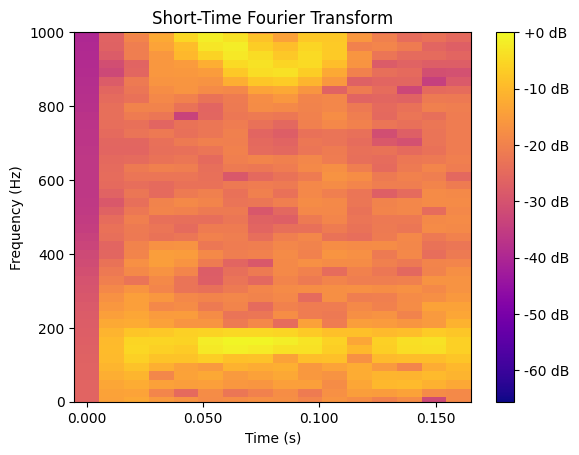 Short-Time Fourier Transform
1000
800
600
400
200
0
Frequency (Hz)
0.000
0.050
0.100
0.150
Time (s)
+0 dB
-10 dB
-20 dB
-30 dB
-40 dB
-50 dB
-60 dB